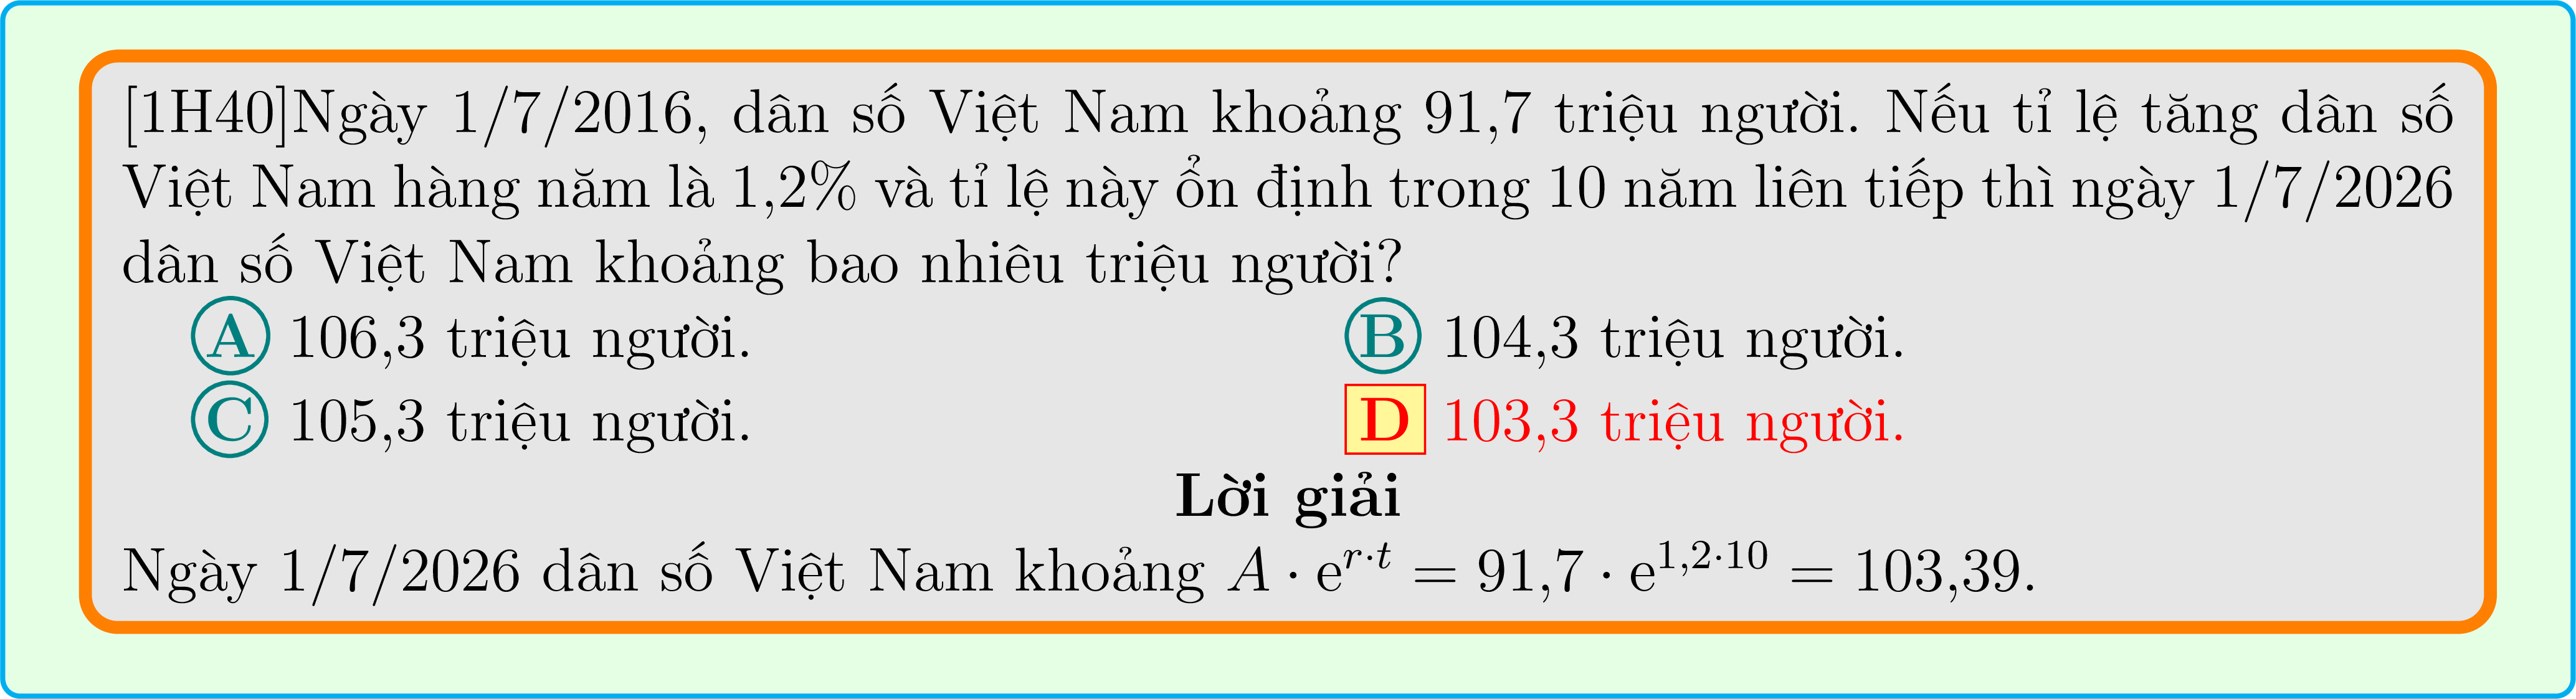 [1H40]Ngày 1/7/2016, dân số Việt Nam khoảng 91,7 triệu người. Nếu tỉ lệ tăng dân số
Việt Nam hàng năm là 1,2% và tỉ lệ này ổn định trong 10 năm liên tiếp thì ngày 1/7/2026
dân số Việt Nam khoảng bao nhiêu triệu người?
A 106,3 triệu người. B 104,3 triệu người.
C 105,3 triệu người. D 103,3 triệu người.
Lời giải
Ngày 1/7/2026 dân số Việt Nam khoảng $A \cdot \mathrm{e}^{r \cdot t} = 91{,}7 \cdot \mathrm{e}^{1{,}2 \cdot 10} = 103{,}39$.